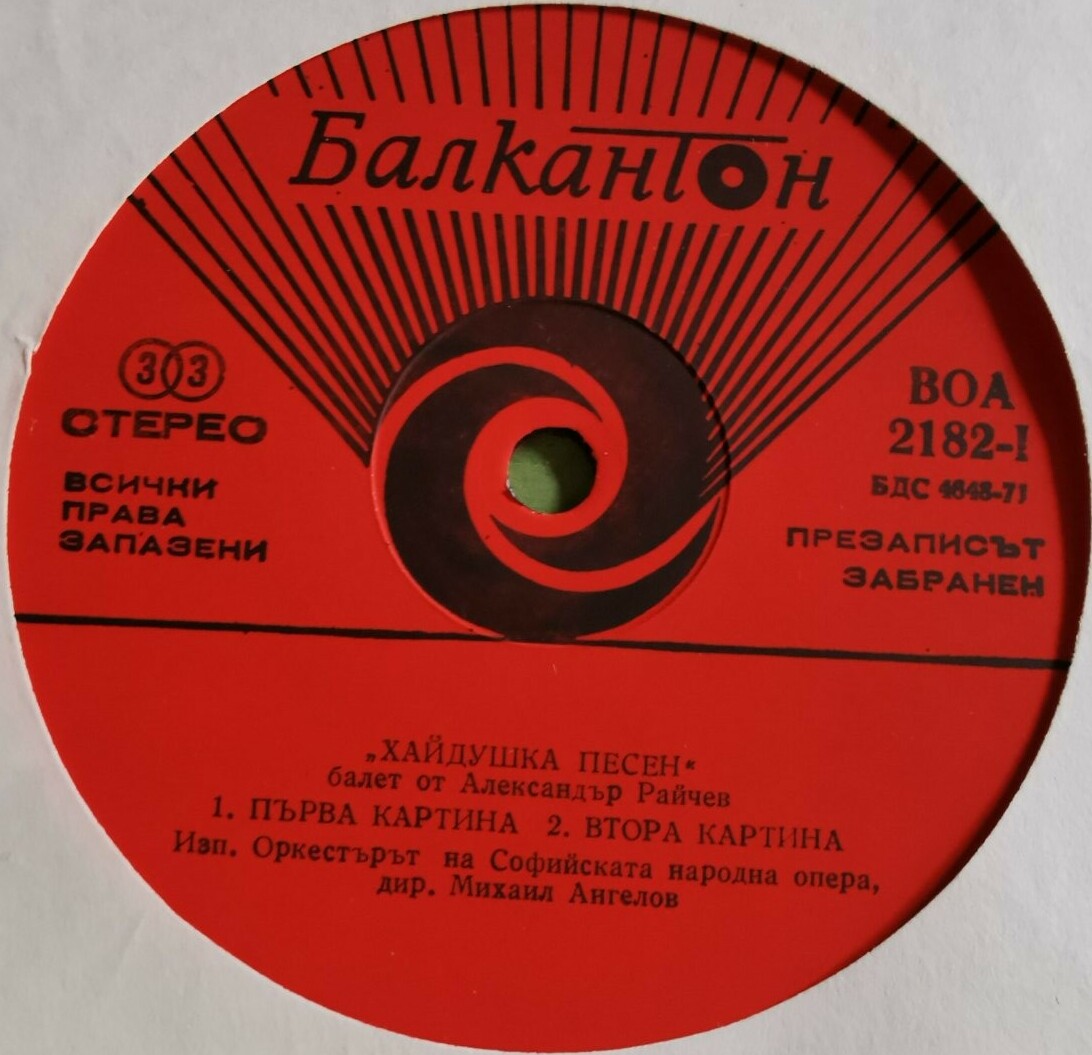 Балкантон
33
СТЕРЕО
ВСИЧКИ
ПРАВА
ЗАПАЗЕНИ
ВОА
2182-I
БДС 4648-71
ПРЕЗАПИСЪТ
ЗАБРАНЕН
„ХАЙДУШКА ПЕСЕН“
балет от Александър Райчев
1. ПЪРВА КАРТИНА 2. ВТОРА КАРТИНА
Изп. Оркестърът на Софийската народна опера,
дир. Михаил Ангелов